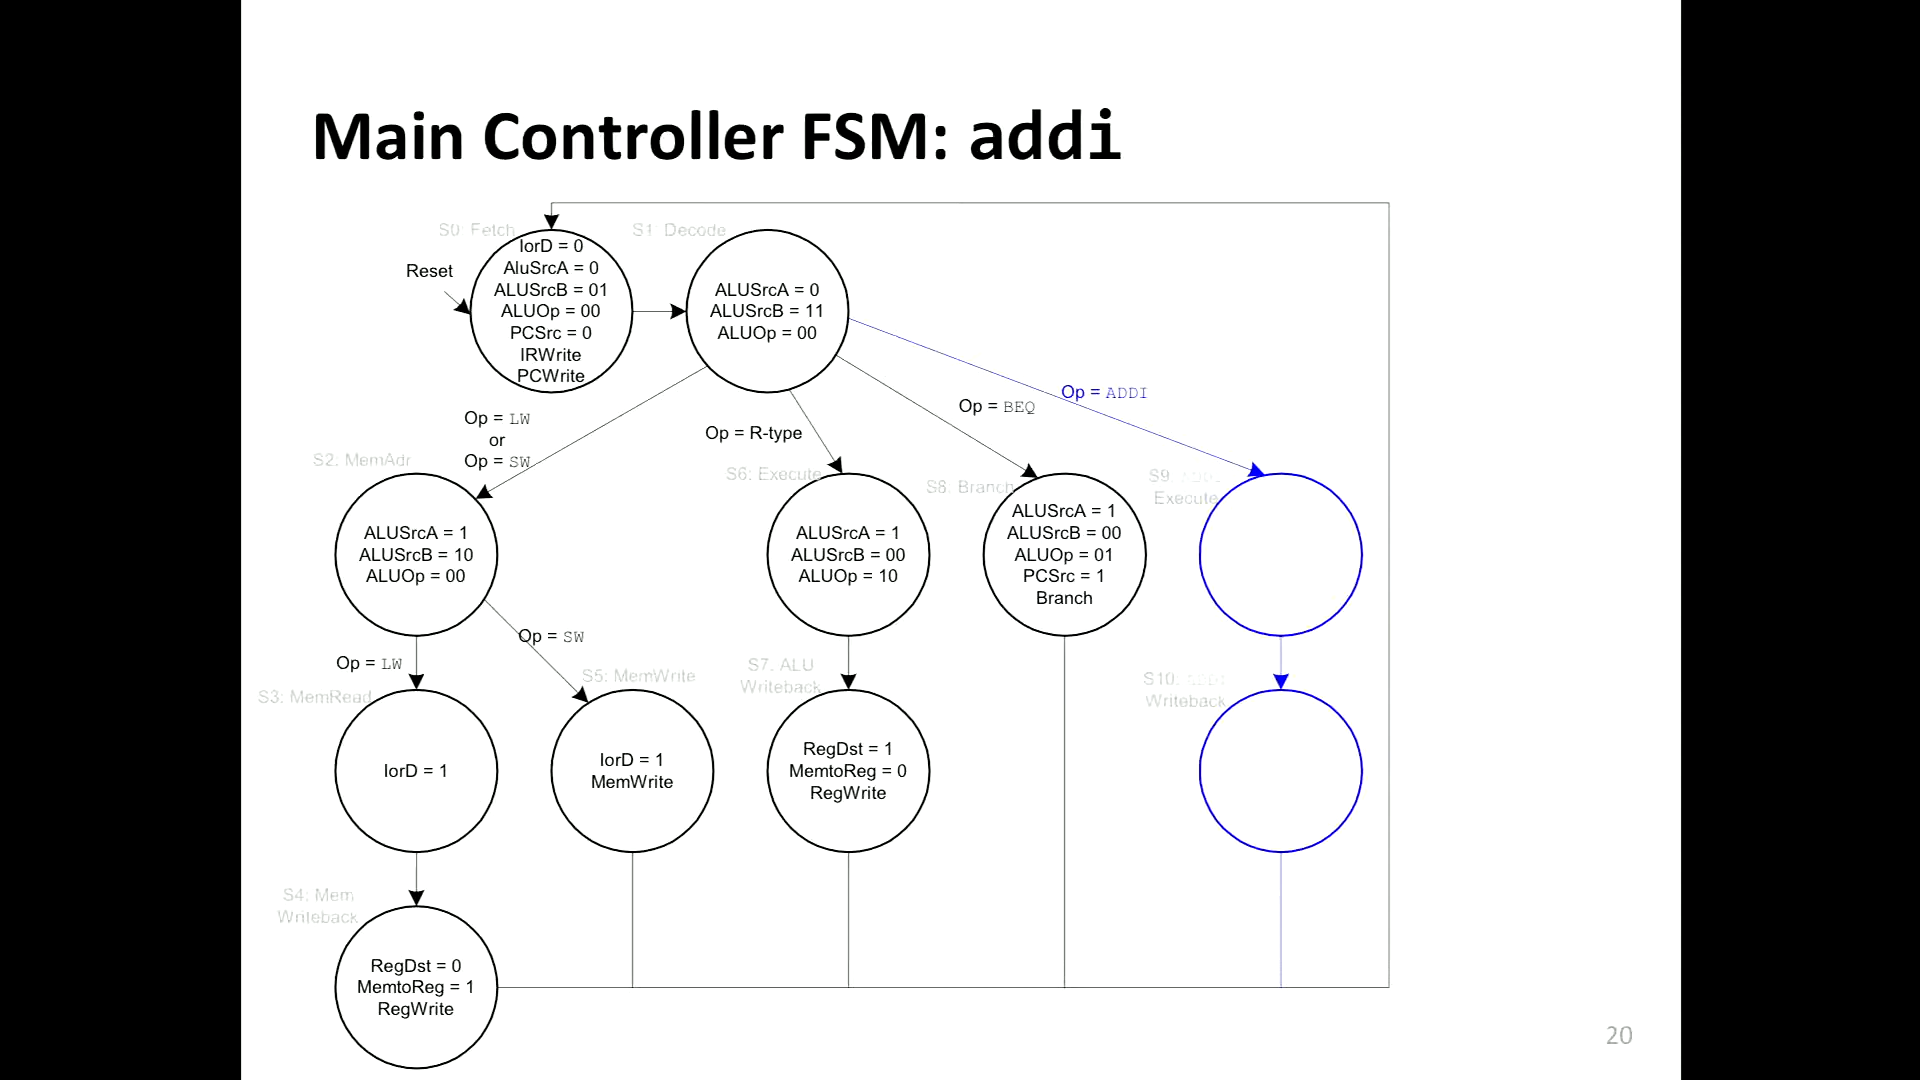 Main Controller FSM: addi
S0: Fetch
S1: Decode
Reset
IorD = 0
AluSrcA = 0
ALUSrcB = 01
ALUOp = 00
PCSrc = 0
IRWrite
PCWrite
ALUSrcA = 0
ALUSrcB = 11
ALUOp = 00
Op = LW
or
Op = SW
Op = R-type
Op = BEQ
Op = ADDI
S2: MemAdr
ALUSrcA = 1
ALUSrcB = 10
ALUOp = 00
S6: Execute
ALUSrcA = 1
ALUSrcB = 00
ALUOp = 10
S8: Branch
ALUSrcA = 1
ALUSrcB = 00
ALUOp = 01
PCSrc = 1
Branch
S9: ADDI
Execute
Op = LW
Op = SW
S3: MemRead
IorD = 1
S5: MemWrite
IorD = 1
MemWrite
S7: ALU
Writeback
RegDst = 1
MemtoReg = 0
RegWrite
S10: ADDI
Writeback
S4: Mem
Writeback
RegDst = 0
MemtoReg = 1
RegWrite
20